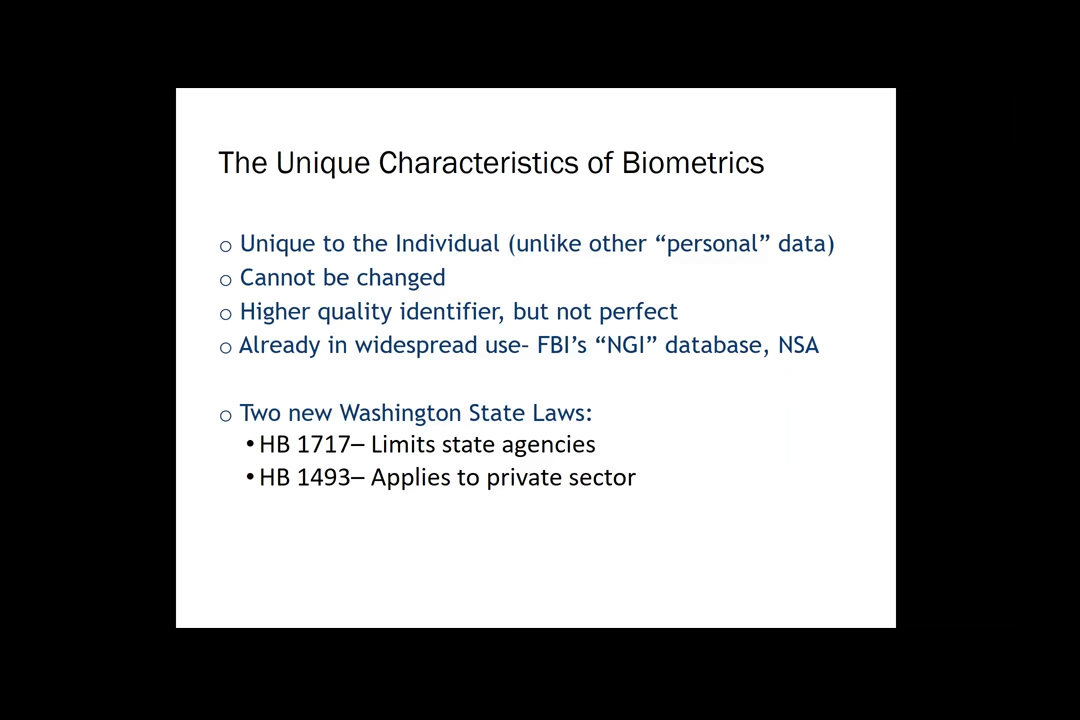 The Unique Characteristics of Biometrics
o Unique to the Individual (unlike other “personal” data)
o Cannot be changed
o Higher quality identifier, but not perfect
o Already in widespread use- FBI’s “NGI” database, NSA
o Two new Washington State Laws:
•HB 1717– Limits state agencies
•HB 1493– Applies to private sector